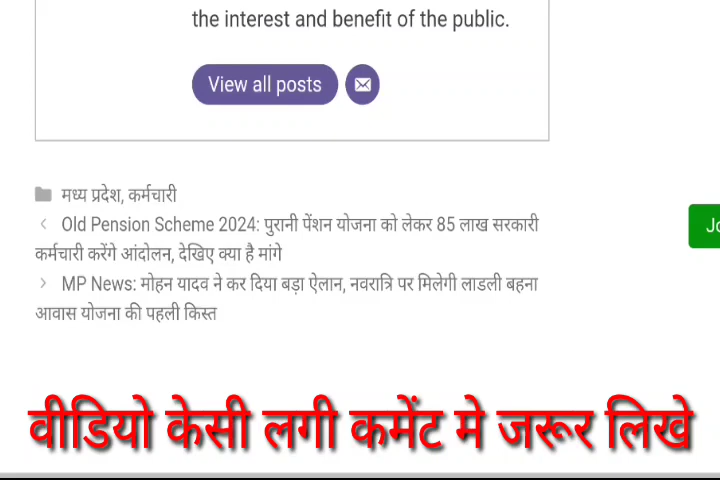 the interest and benefit of the public.
View all posts
मध्य प्रदेश, कर्मचारी
Old Pension Scheme 2024: पुरानी पेंशन योजना को लेकर 85 लाख सरकारी
कर्मचारी करेंगे आंदोलन, देखिए क्या है मांगे
MP News: मोहन यादव ने कर दिया बड़ा ऐलान, नवरात्रि पर मिलेगी लाडली बहना
आवास योजना की पहली किस्त
वीडियो केसी लगी कमेंट मे जरूर लिखे